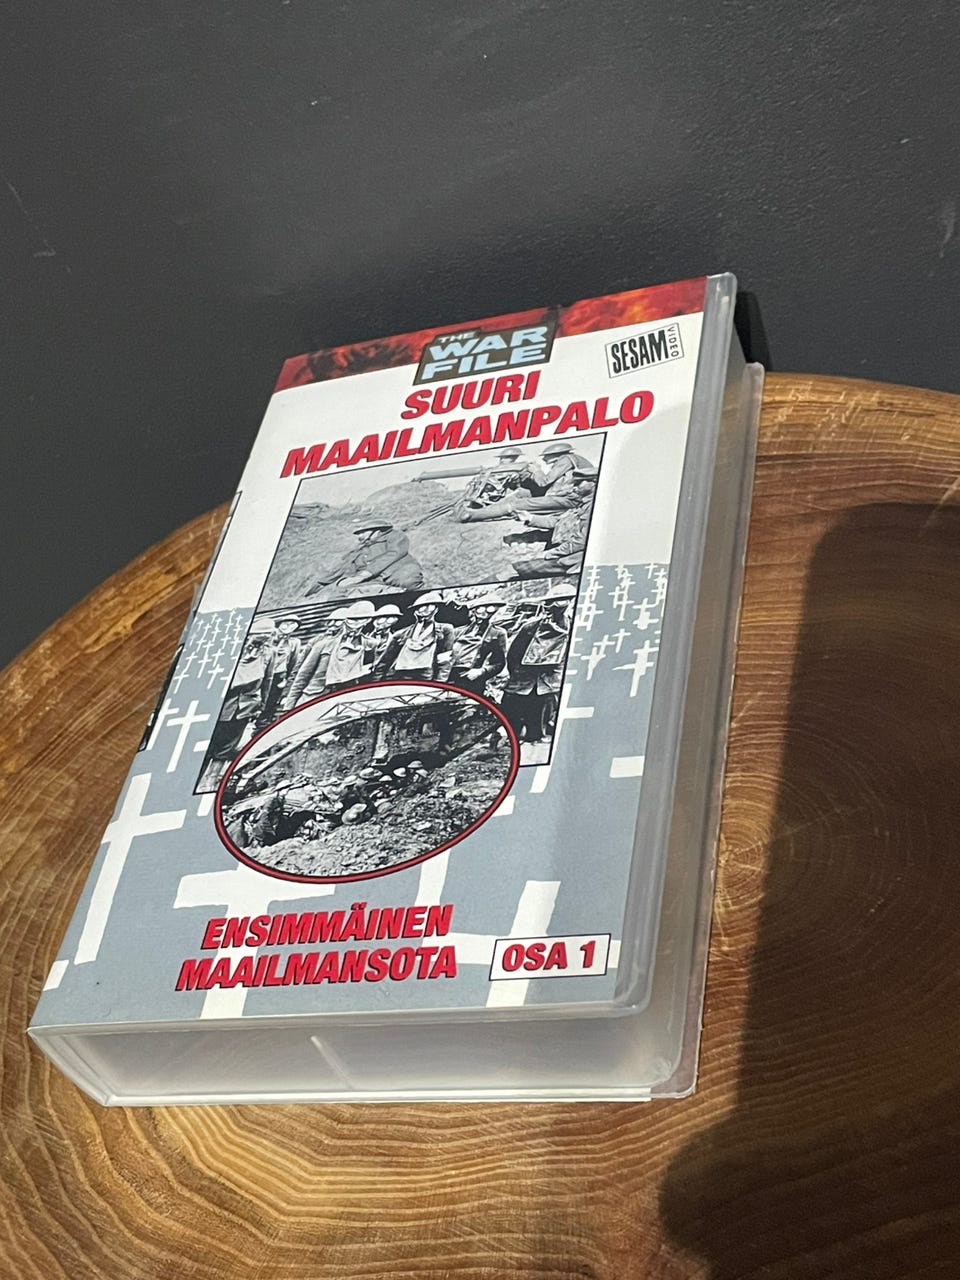 THE
WAR
FILE
SESAM
VIDEO
SUURI
MAAILMANPALO
ENSIMMÄINEN
MAAILMANSOTA
OSA 1